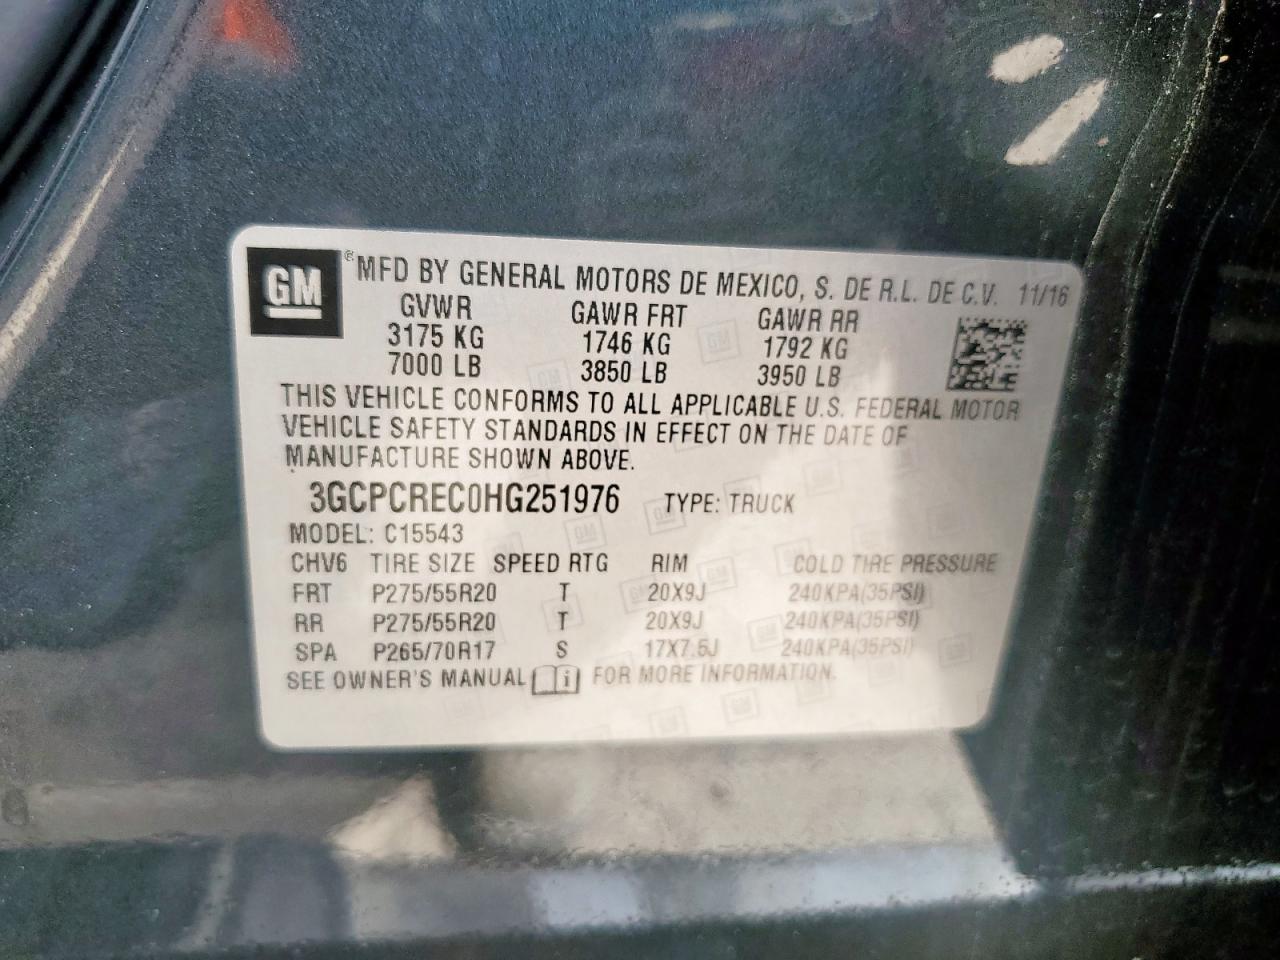 GM ® MFD BY GENERAL MOTORS DE MEXICO, S. DE R.L. DE C.V. 11/16
GVWR GAWR FRT GAWR RR
3175 KG 1746 KG 1792 KG
7000 LB 3850 LB 3950 LB
THIS VEHICLE CONFORMS TO ALL APPLICABLE U.S. FEDERAL MOTOR
VEHICLE SAFETY STANDARDS IN EFFECT ON THE DATE OF
MANUFACTURE SHOWN ABOVE.
3GCPCREC0HG251976 TYPE: TRUCK
MODEL: C15543
CHV6 TIRE SIZE SPEED RTG RIM COLD TIRE PRESSURE
FRT P275/55R20 T 20X9J 240KPA(35PSI)
RR P275/55R20 T 20X9J 240KPA(35PSI)
SPA P265/70R17 S 17X7.5J 240KPA(35PSI)
SEE OWNER'S MANUAL i FOR MORE INFORMATION.